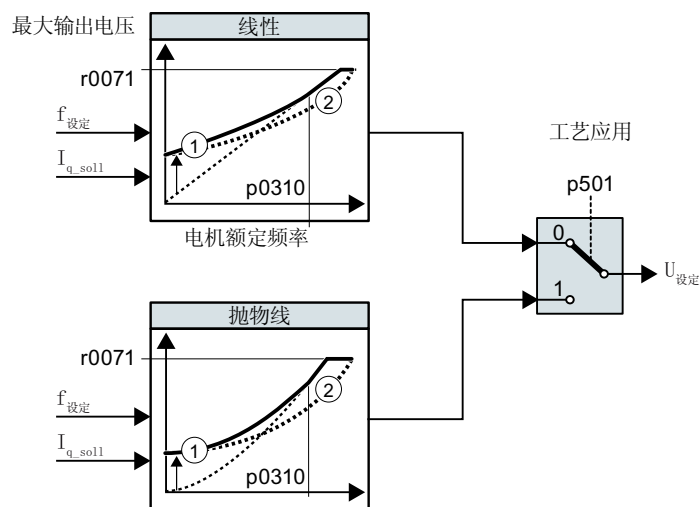 最大输出电压
线性
r0071
f设定
I q_soll
1
2
p0310
电机额定频率
工艺应用
p501
0
1
U设定
抛物线
r0071
f设定
I q_soll
1
2
p0310